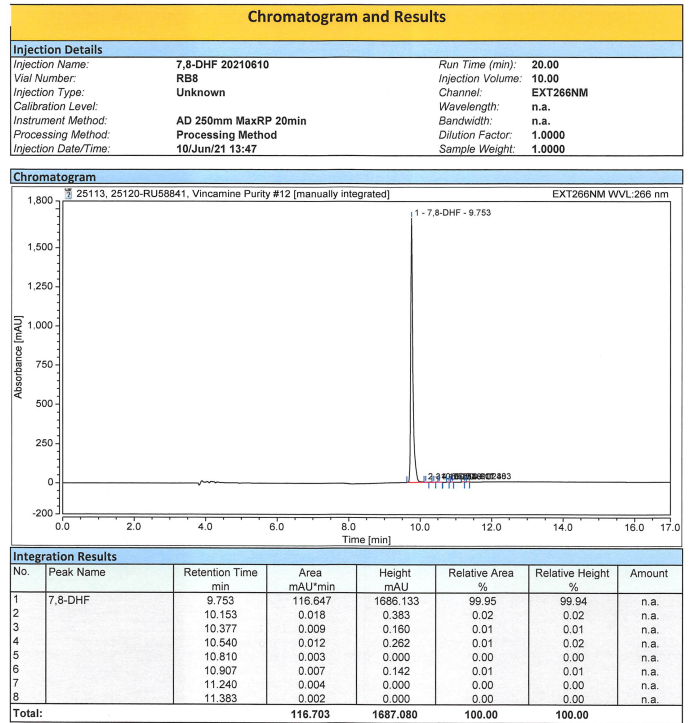 Chromatogram and Results
Injection Details
Injection Name: 7,8-DHF 20210610 Run Time (min): 20.00
Vial Number: RB8 Injection Volume: 10.00
Injection Type: Unknown Channel: EXT266NM
Calibration Level: Wavelength: n.a.
Instrument Method: AD 250mm MaxRP 20min Bandwidth: n.a.
Processing Method: Processing Method Dilution Factor: 1.0000
Injection Date/Time: 10/Jun/21 13:47 Sample Weight: 1.0000
Chromatogram
25113, 25120-RU58841, Vincamine Purity #12 [manually integrated] EXT266NM WVL:266 nm
1,800
1 - 7,8-DHF - 9.753
1,500
1,250
1,000
750
500
250
0
-200
Absorbance [mAU]
0.0 2.0 4.0 6.0 8.0 10.0 12.0 14.0 16.0 17.0
Time [min]
Integration Results
No. Peak Name Retention Time Area Height Relative Area Relative Height Amount
min mAU*min mAU % %
1 7,8-DHF 9.753 116.647 1686.133 99.95 99.94 n.a.
2 10.153 0.018 0.383 0.02 0.02 n.a.
3 10.377 0.009 0.160 0.01 0.01 n.a.
4 10.540 0.012 0.262 0.01 0.02 n.a.
5 10.810 0.003 0.000 0.00 0.00 n.a.
6 10.907 0.007 0.142 0.01 0.01 n.a.
7 11.240 0.004 0.000 0.00 0.00 n.a.
8 11.383 0.002 0.000 0.00 0.00 n.a.
Total: 116.703 1687.080 100.00 100.00